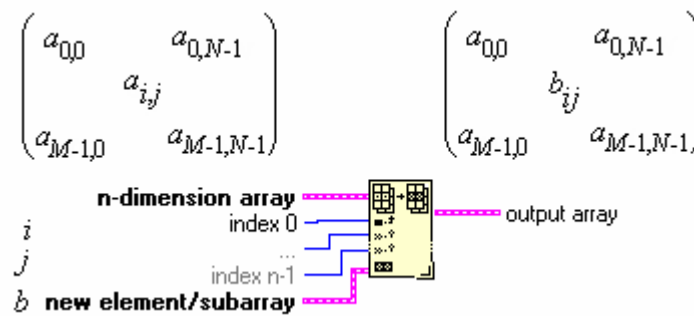 a0,0 a0,N-1 a0,0 a0,N-1
ai,j bij
aM-1,0 aM-1,N-1 aM-1,0 aM-1,N-1
n-dimension array
i index 0 output array
j ...
index n-1
b new element/subarray